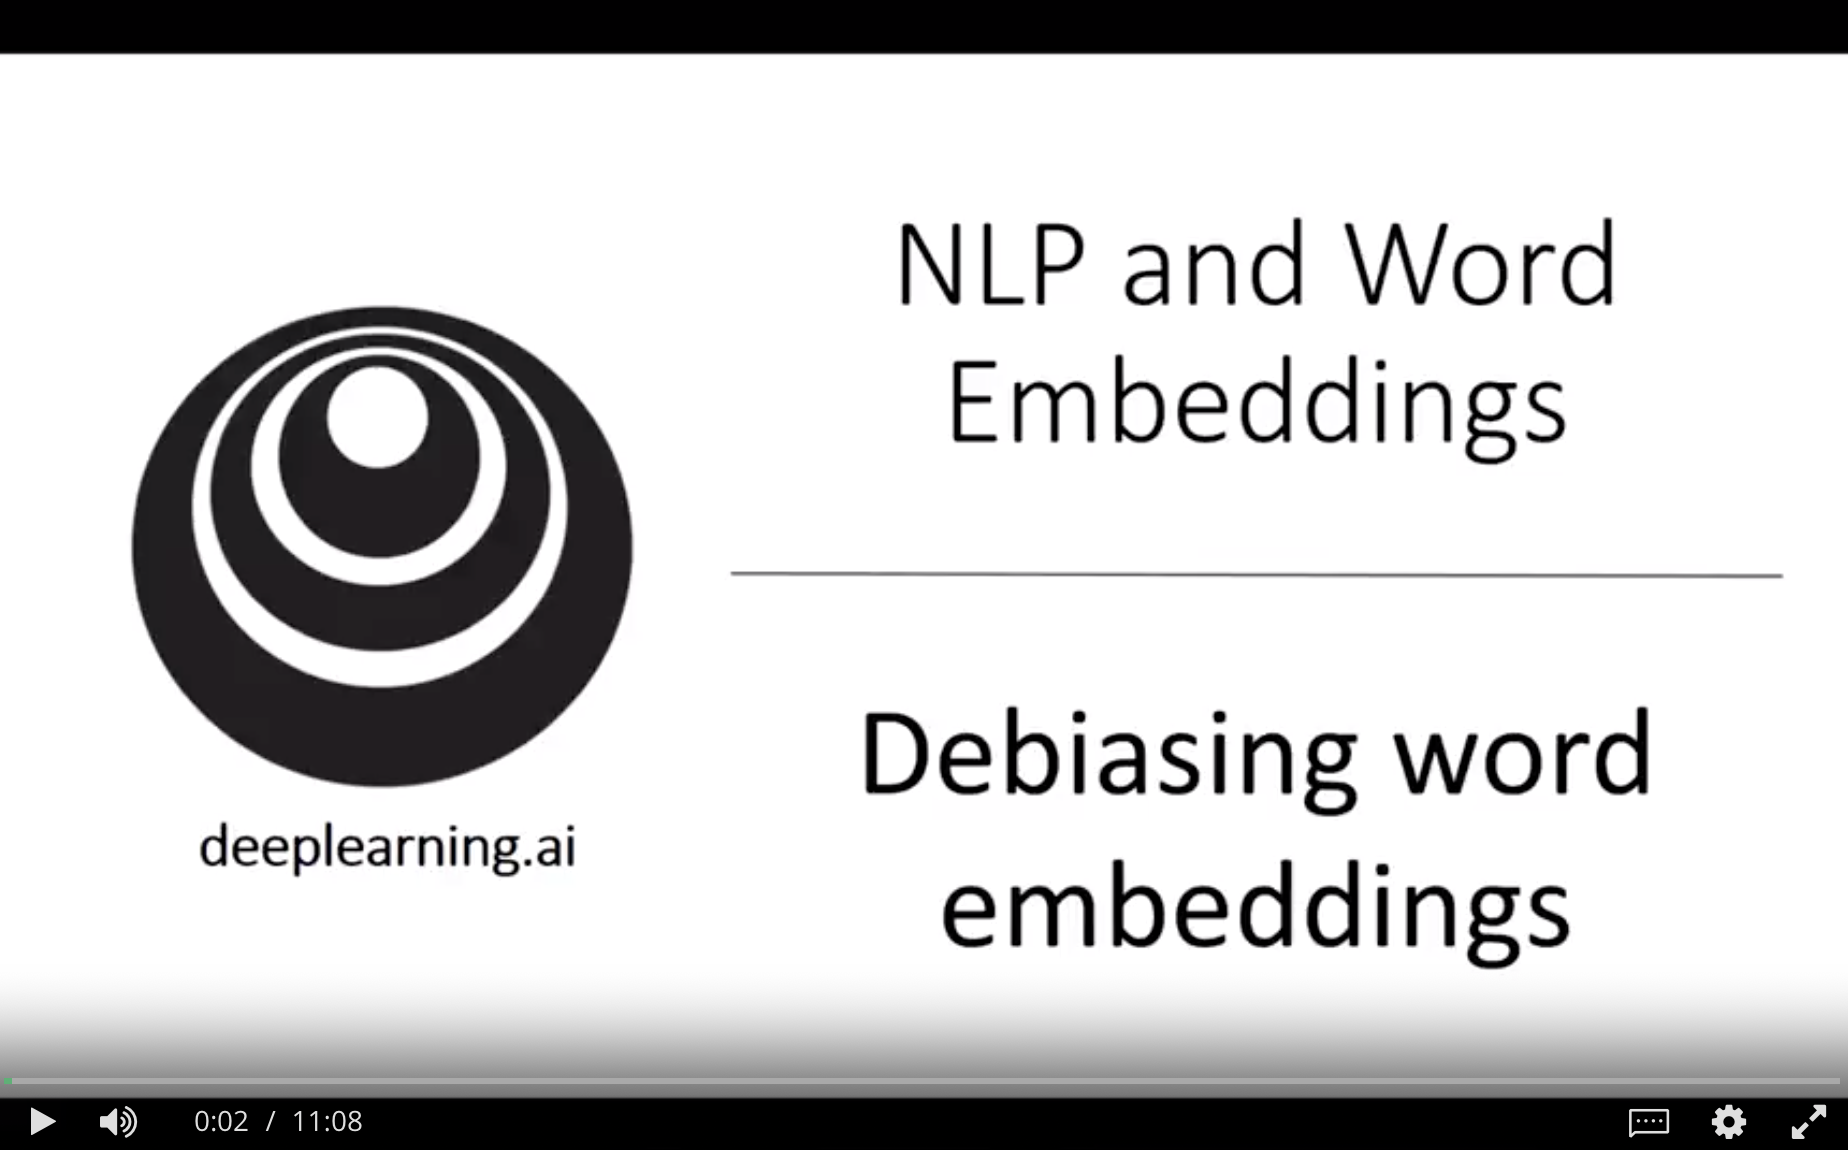 NLP and Word
Embeddings
Debiasing word
embeddings
deeplearning.ai
0:02 / 11:08